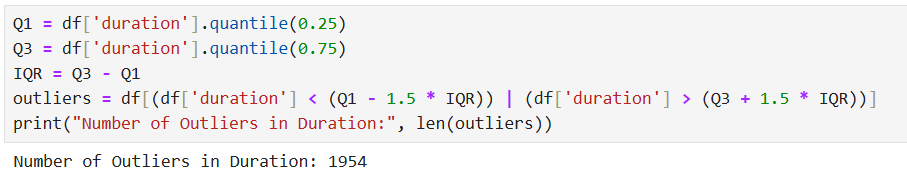 Q1 = df['duration'].quantile(0.25)
Q3 = df['duration'].quantile(0.75)
IQR = Q3 - Q1
outliers = df[(df['duration'] < (Q1 - 1.5 * IQR)) | (df['duration'] > (Q3 + 1.5 * IQR))]
print("Number of Outliers in Duration:", len(outliers))
Number of Outliers in Duration: 1954